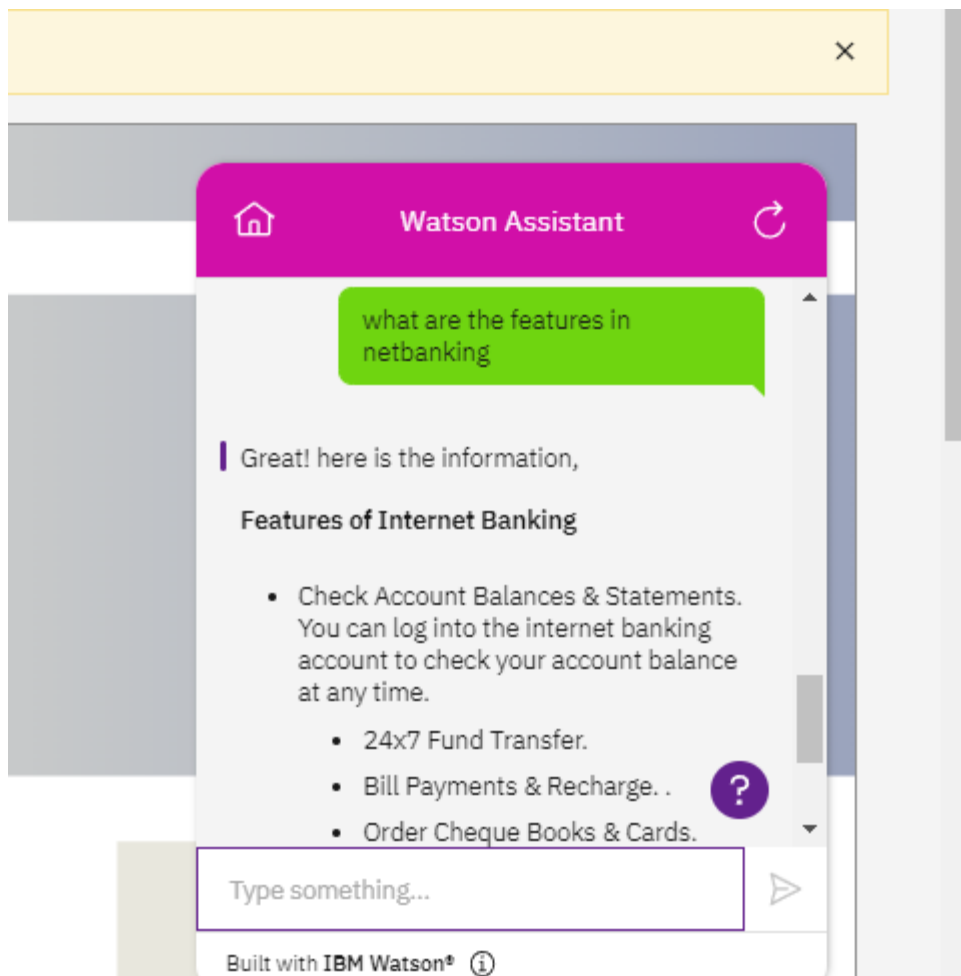 Watson Assistant
what are the features in
netbanking
Great! here is the information,
Features of Internet Banking
• Check Account Balances & Statements.
You can log into the internet banking
account to check your account balance
at any time.
• 24x7 Fund Transfer.
• Bill Payments & Recharge. .
?
• Order Cheque Books & Cards.
Type something...
Built with IBM Watson®